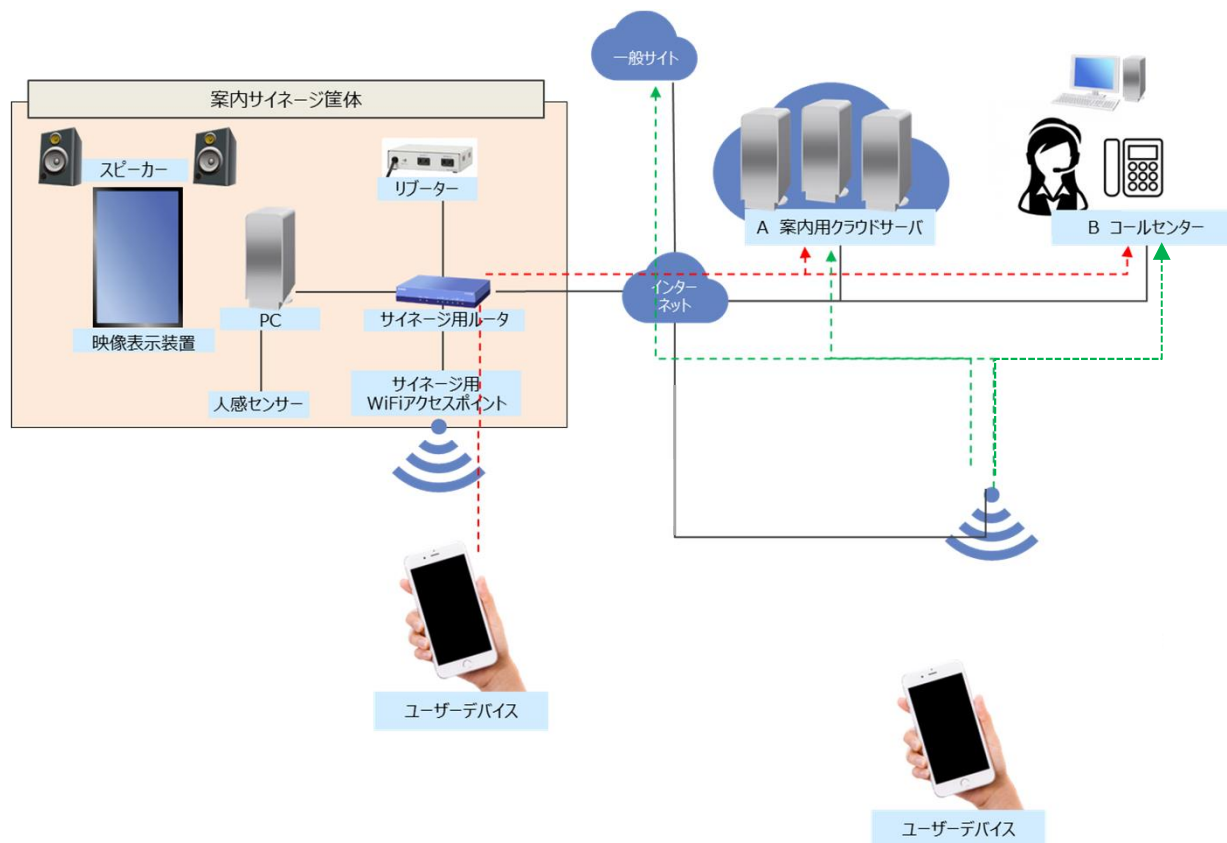 一般サイト
案内サイネージ筐体
スピーカー
リブーター
A 案内用クラウドサーバ
B コールセンター
インター
ネット
PC
サイネージ用ルータ
映像表示装置
サイネージ用
WiFiアクセスポイント
人感センサー
ユーザーデバイス
ユーザーデバイス